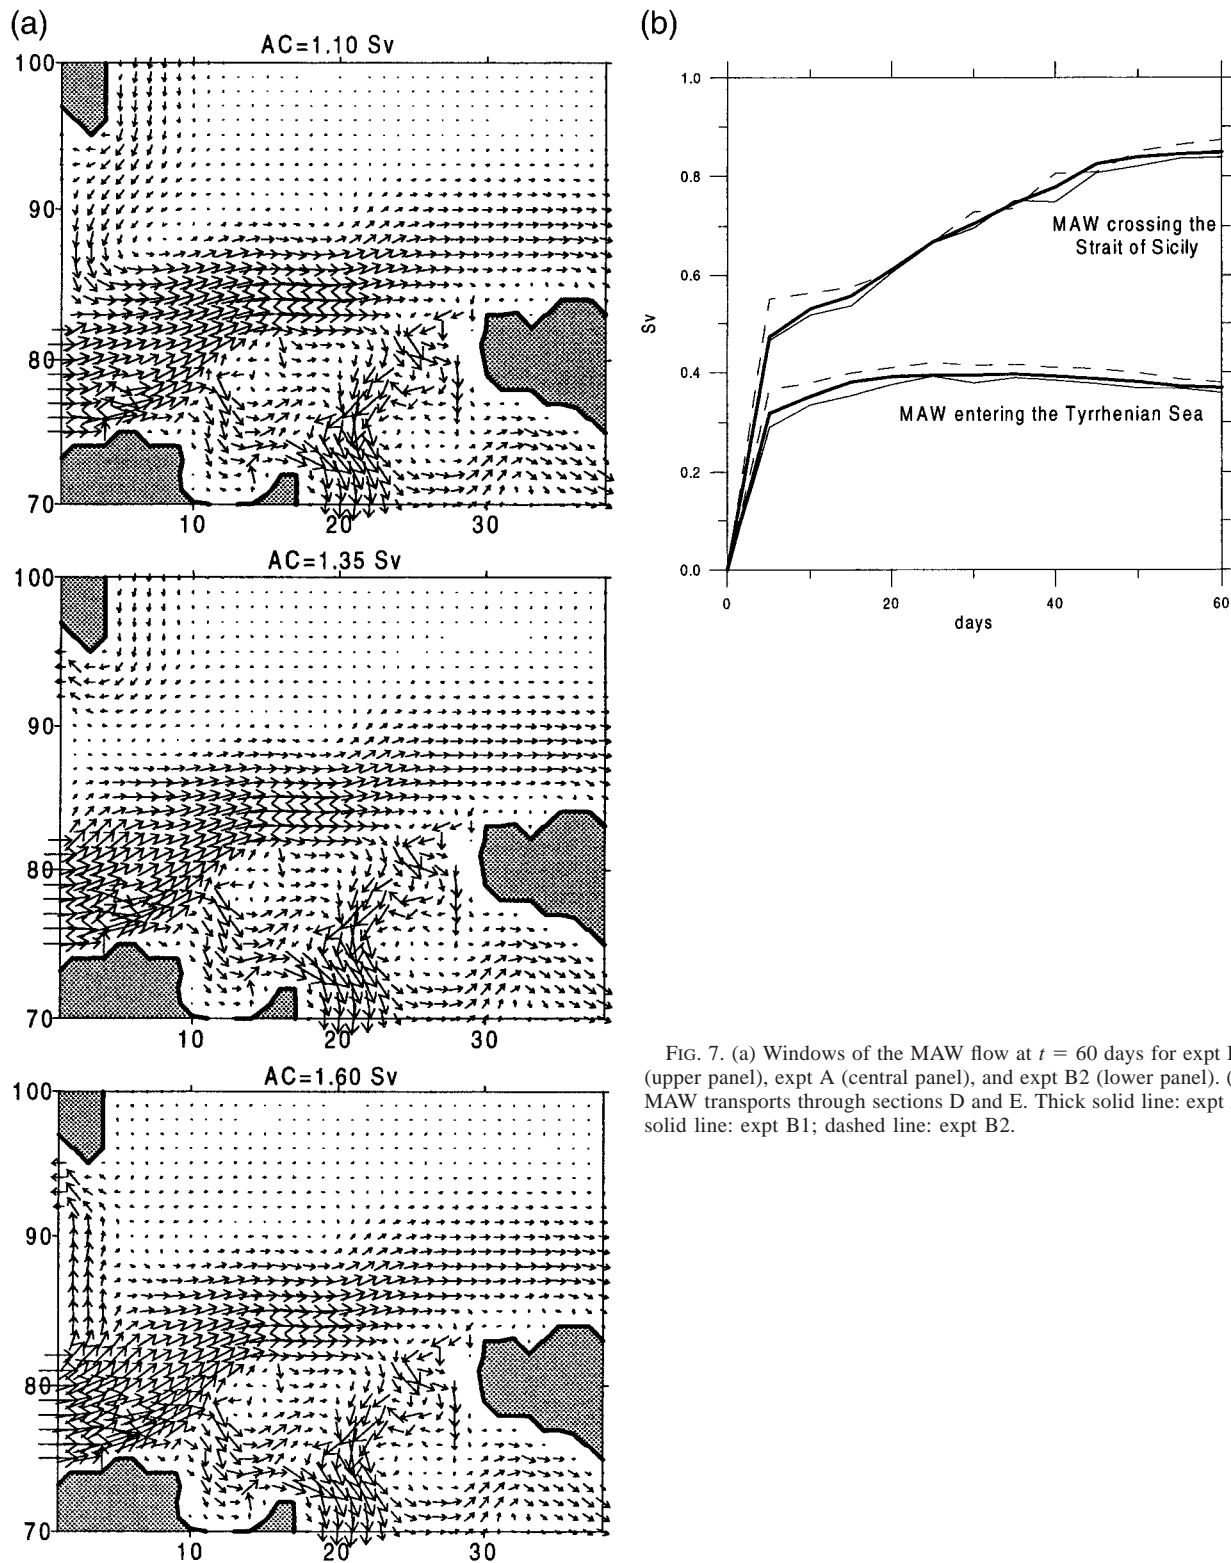 (a)
AC=1.10 Sv
100
90
80
70
10
20
30
AC=1.35 Sv
100
90
80
70
10
20
30
AC=1.60 Sv
100
90
80
70
10
20
30
(b)
1.0
0.8
0.6
0.4
0.2
0.0
Sv
MAW crossing the
Strait of Sicily
MAW entering the Tyrrhenian Sea
0
20
40
60
days
FIG. 7. (a) Windows of the MAW flow at t = 60 days for expt
(upper panel), expt A (central panel), and expt B2 (lower panel). (
MAW transports through sections D and E. Thick solid line: expt
solid line: expt B1; dashed line: expt B2.